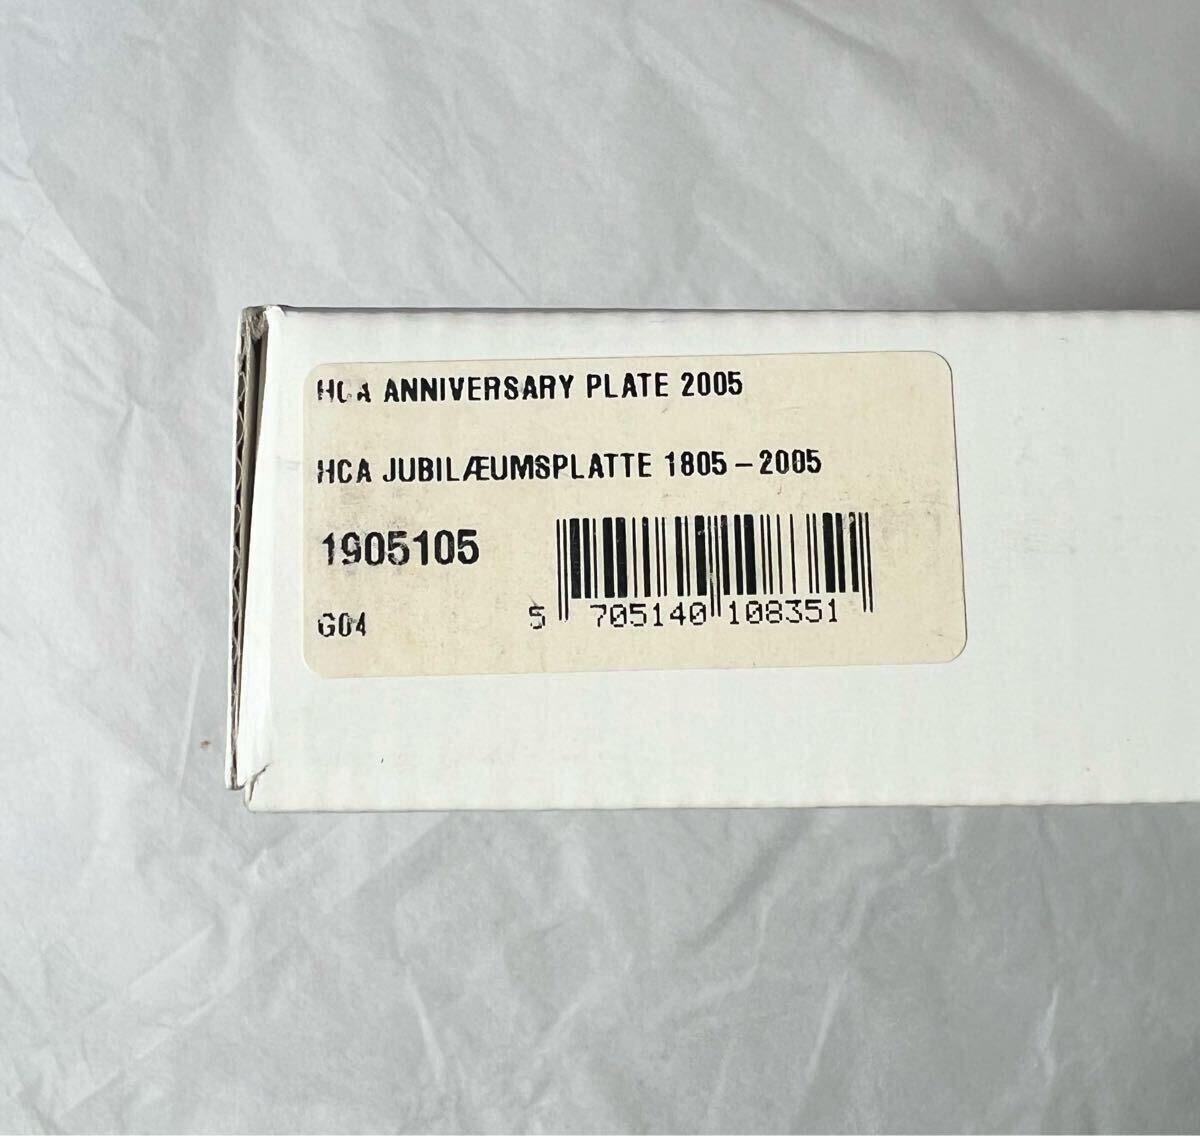 HCA ANNIVERSARY PLATE 2005
HCA JUBILÆUMSPLATTE 1805-2005
1905105
G04
5 705140 108351